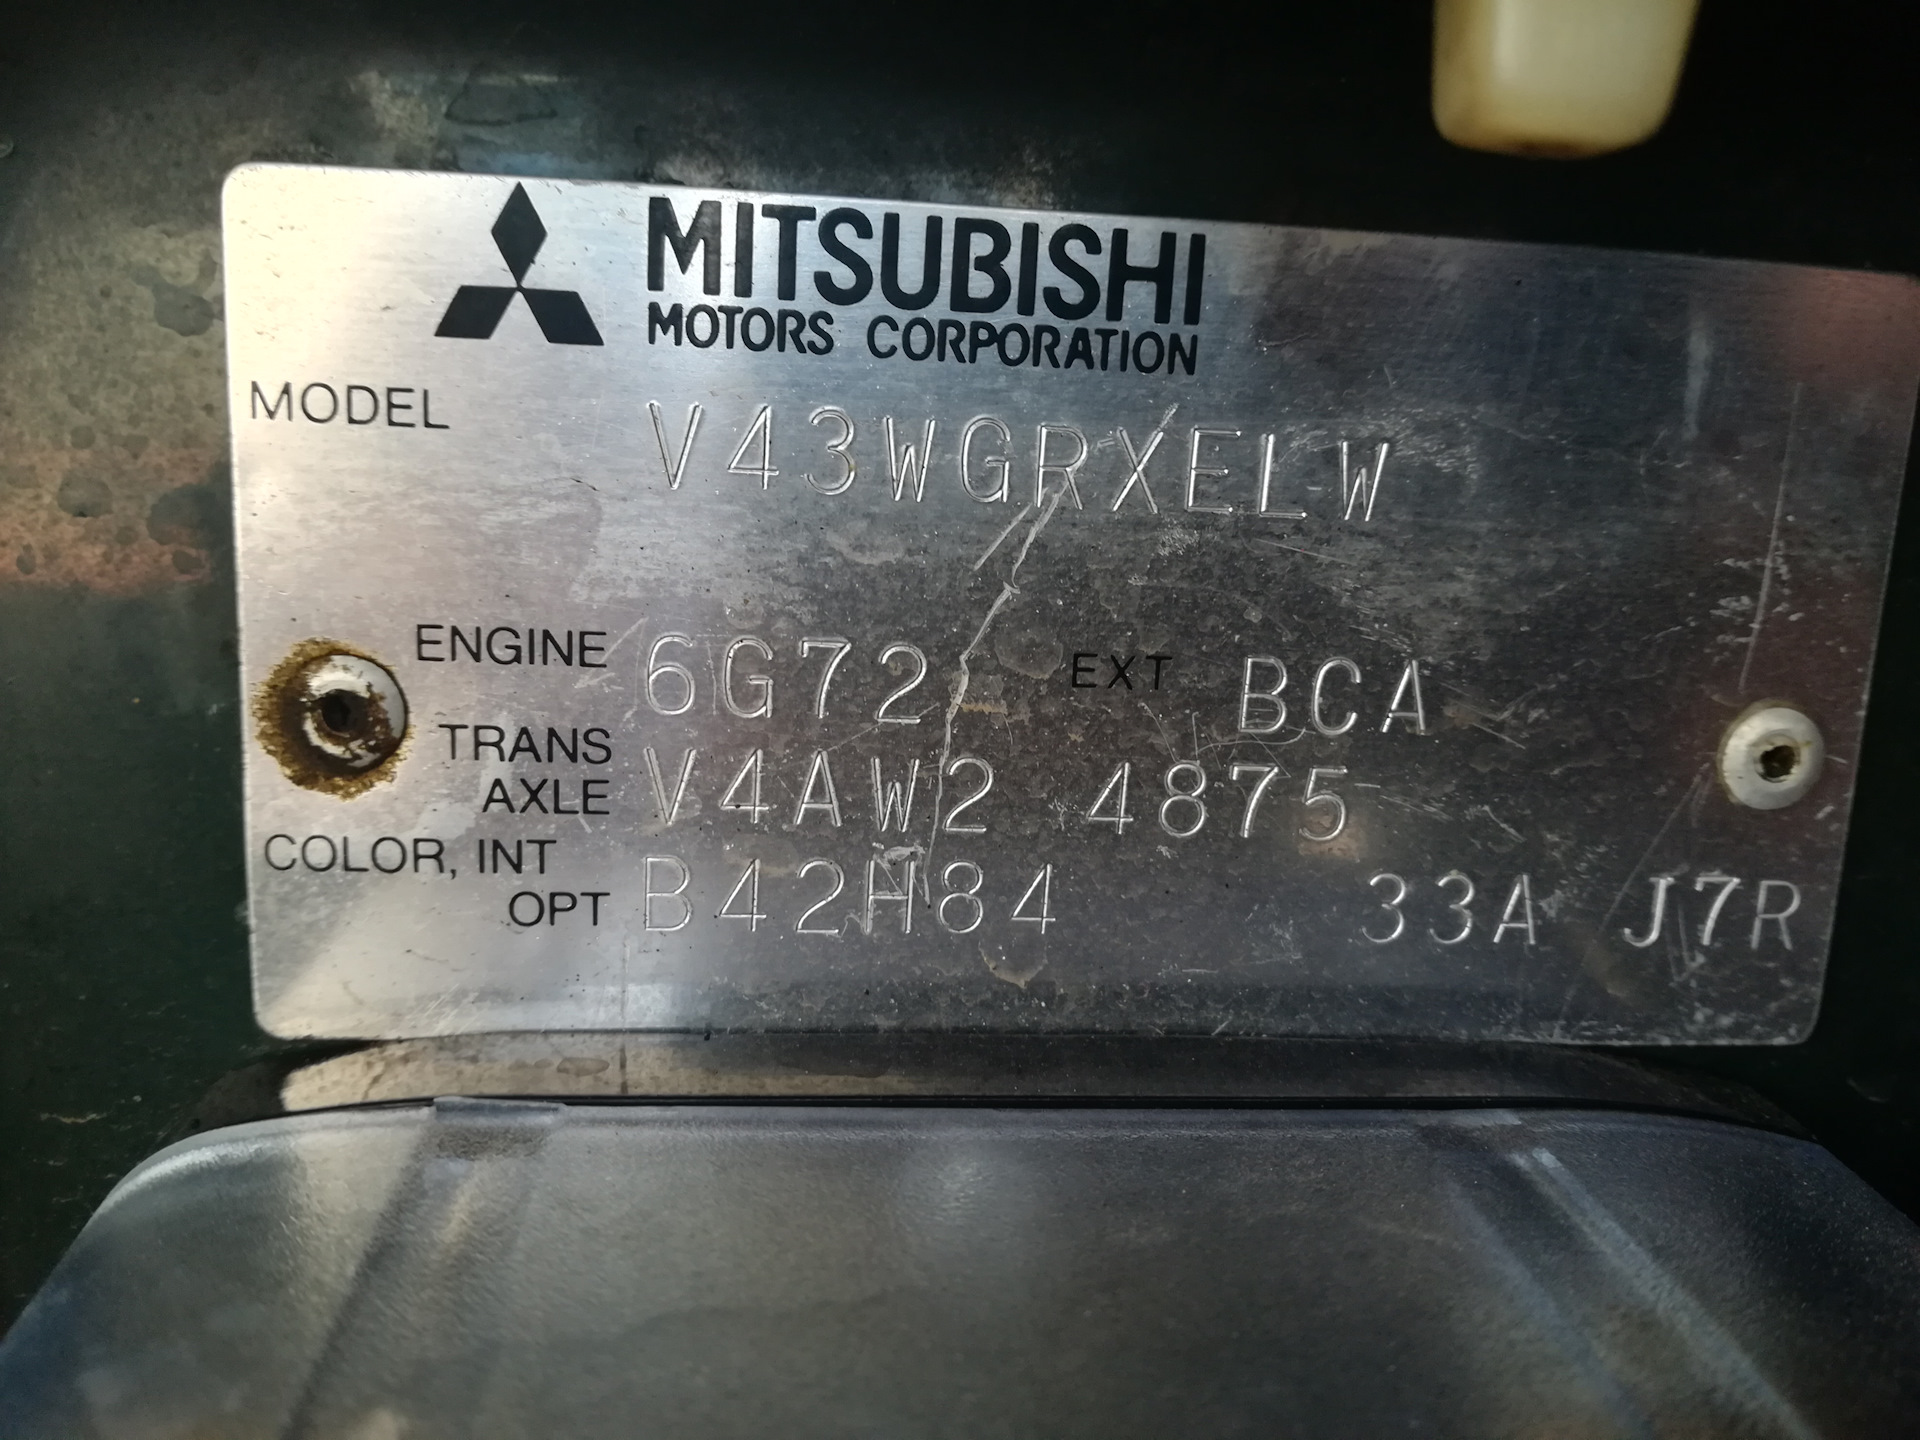 MITSUBISHI
MOTORS CORPORATION
MODEL V43WGRXELW
ENGINE 6G72 EXT BCA
TRANS
AXLE V4AW2 4875
COLOR, INT
OPT B42H84 33A J7R